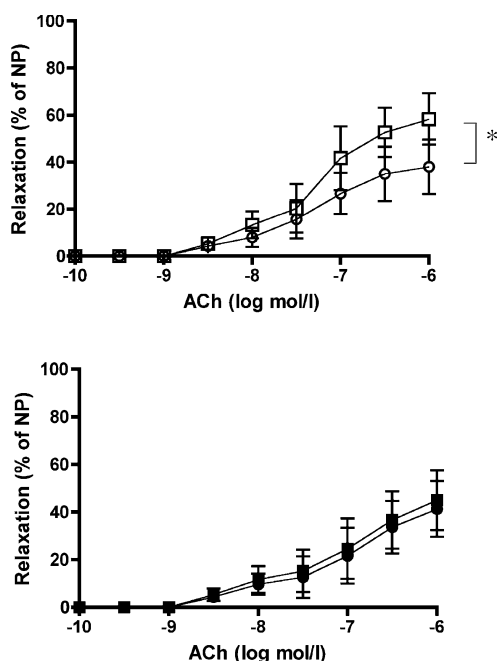 Relaxation (% of NP)
100
80
60
40
20
0
-10 -9 -8 -7 -6
ACh (log mol/l)
*
Relaxation (% of NP)
100
80
60
40
20
0
-10 -9 -8 -7 -6
ACh (log mol/l)